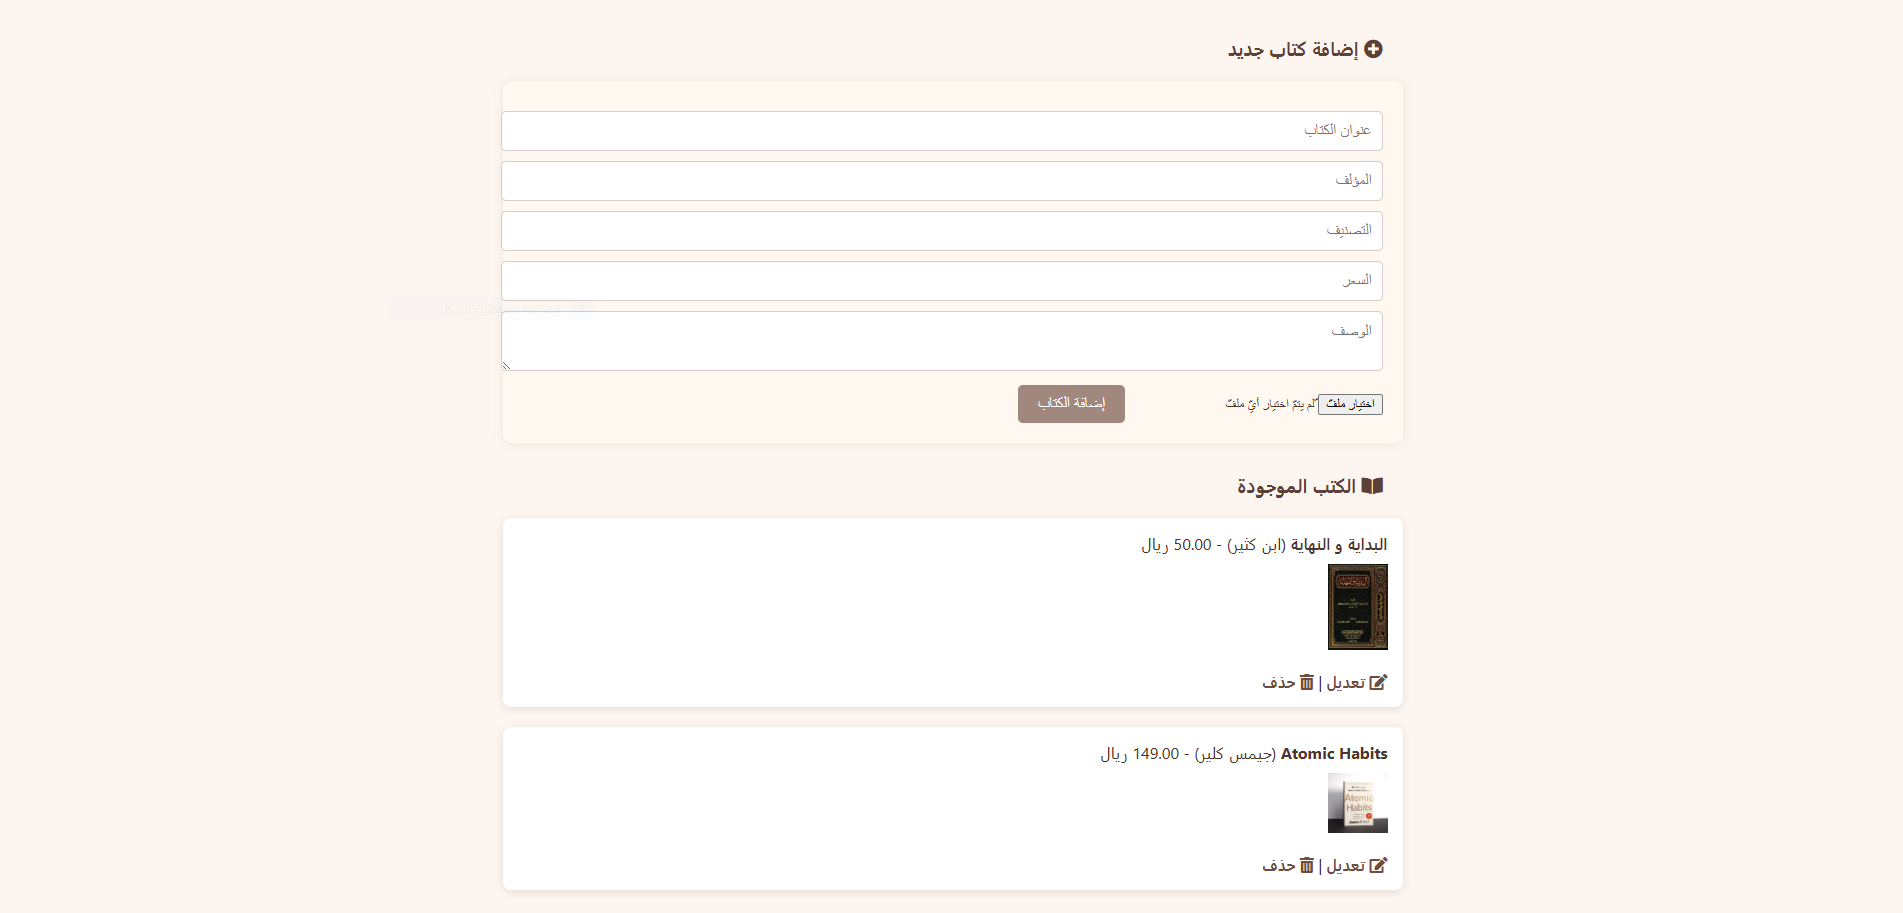 إضافة كتاب جديد
عنوان الكتاب
المؤلف
التصنيف
السعر
الوصف
اختيار ملفّ لم يتمّ اختيار أيّ ملفّ
إضافة الكتاب
الكتب الموجودة
البداية و النهاية (ابن كثير) - 50.00 ريال
تعديل | حذف
Atomic Habits (جيمس كلير) - 149.00 ريال
Atomic
Habits
تعديل | حذف